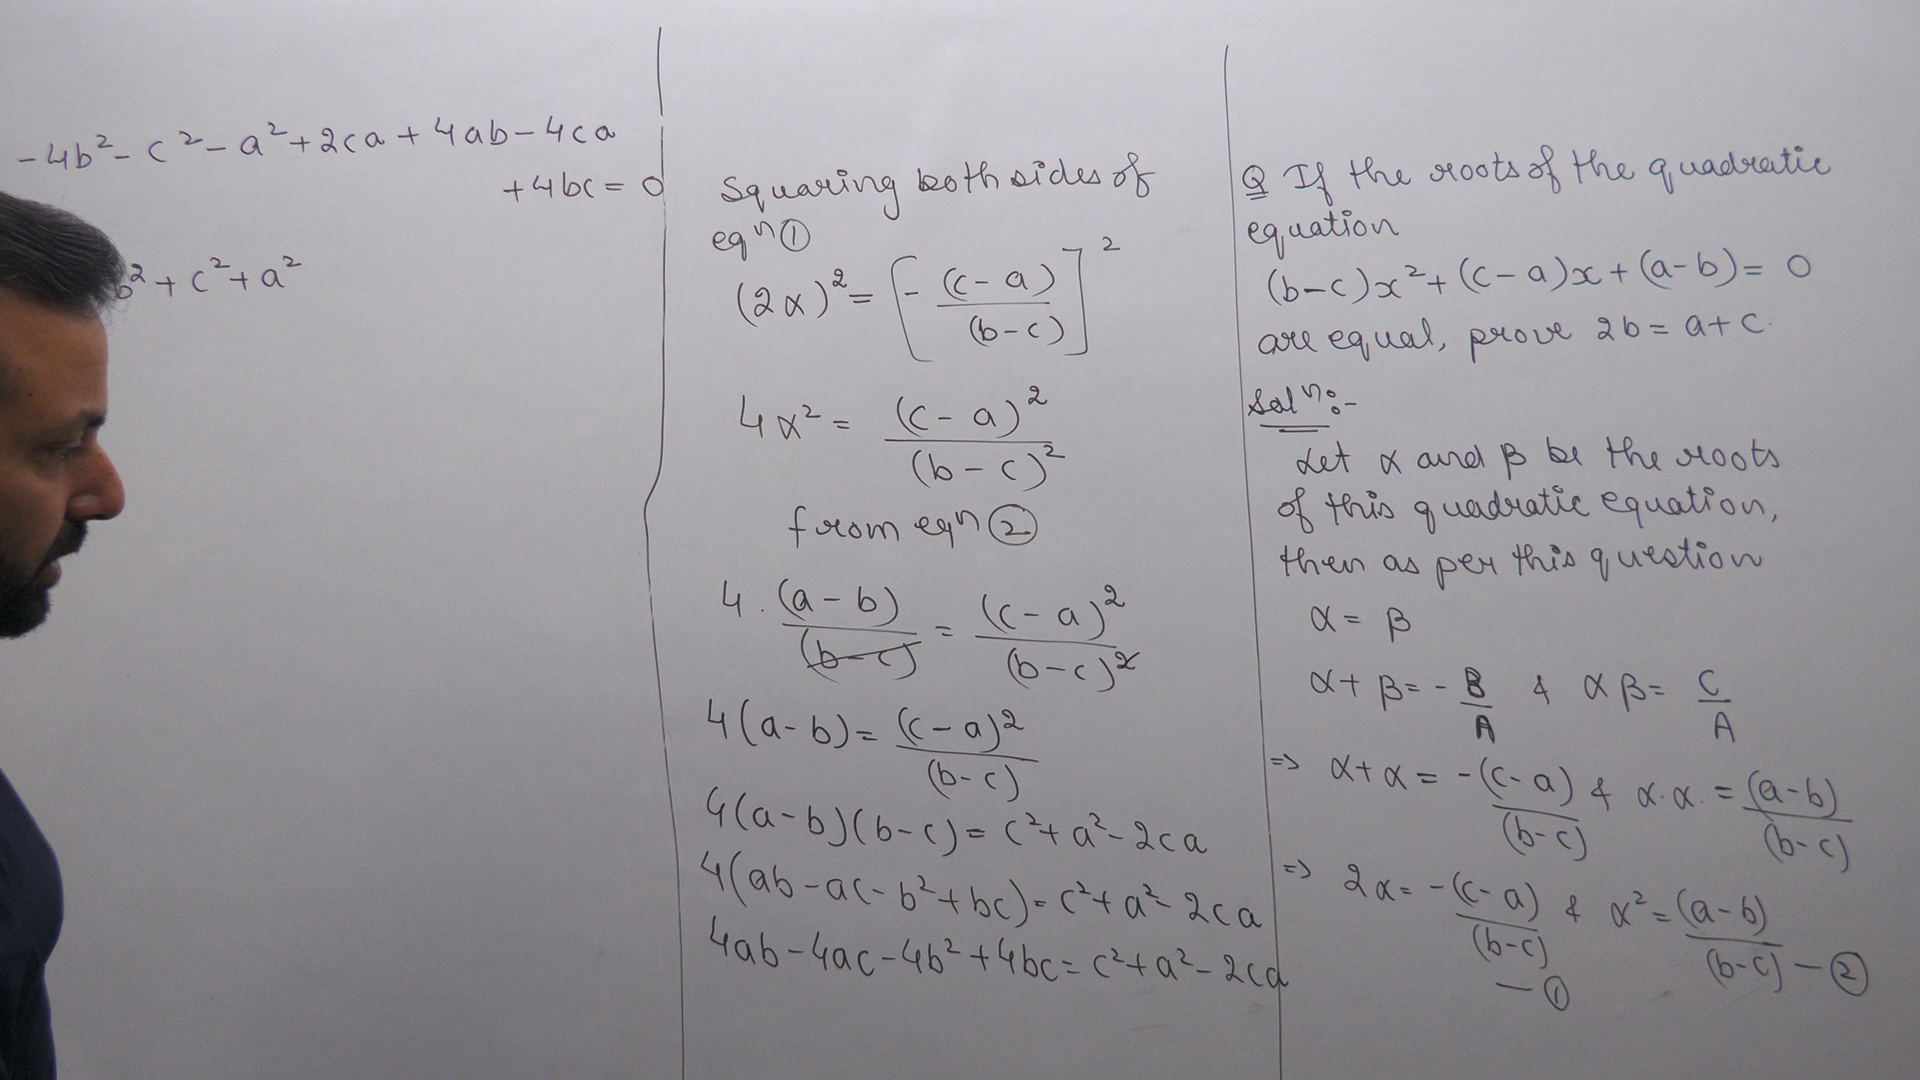 Q If the roots of the quadratic
equation
(b-c)x²+(c-a)x+(a-b)= 0
are equal, prove 2b= a+c.
Solⁿ:-
Let α and β be the roots
of this quadratic equation,
then as per this question
α= β
α+ β= - B/A & αβ= C/A
=> α+α = -(c-a)/(b-c) & α.α. = (a-b)/(b-c)
=> 2α= -(c-a)/(b-c) —① & α²= (a-b)/(b-c) —②
Squaring both sides of
eqⁿ①
(2α)²= [- (c-a)/(b-c)]²
4α² = (c-a)²/(b-c)²
from eqⁿ②
4.(a-b)/(b-c) = (c-a)²/(b-c)²
4(a-b)= (c-a)²/(b-c)
4(a-b)(b-c)= c²+a²-2ca
4(ab-ac-b²+bc)= c²+a²-2ca
4ab-4ac-4b²+4bc= c²+a²-2ca
-4b²-c²-a²+2ca+4ab-4ca
+4bc= 0
b²+c²+a²